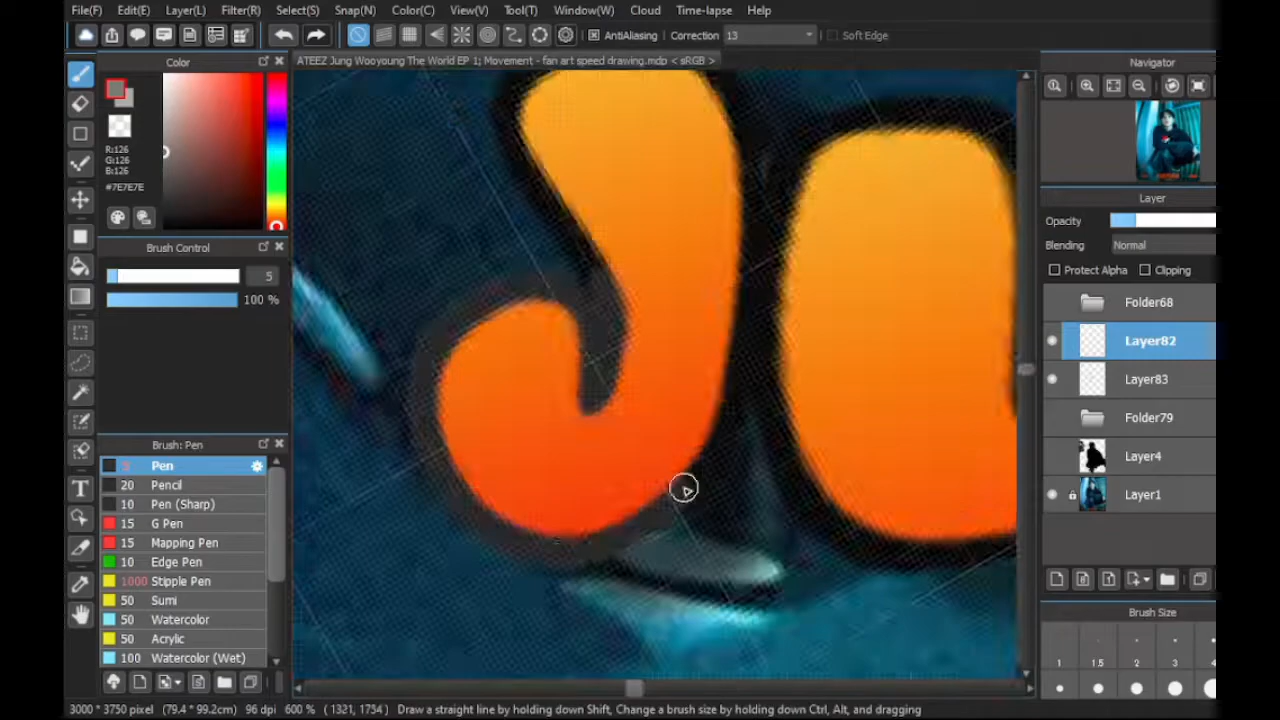 File(F) Edit(E) Layer(L) Filter(R) Select(S) Snap(N) Color(C) View(V) Tool(T) Window(W) Cloud Time-lapse Help
AntiAliasing Correction 13 Soft Edge
ATEEZ Jung Wooyoung The World EP 1; Movement - fan art speed drawing.mdp < sRGB >
Color
R:126
G:126
B:126
#7E7E7E
Brush Control
5
100 %
Brush: Pen
5 Pen
20 Pencil
10 Pen (Sharp)
15 G Pen
15 Mapping Pen
10 Edge Pen
1000 Stipple Pen
50 Sumi
50 Watercolor
50 Acrylic
100 Watercolor (Wet)
J
Navigator
Layer
Opacity
Blending Normal
Protect Alpha Clipping
Folder68
Layer82
Layer83
Folder79
Layer4
Layer1
Brush Size
1 1.5 2 3 4
3000 * 3750 pixel (79.4 * 99.2cm) 96 dpi 600 % ( 1321, 1754 ) Draw a straight line by holding down Shift, Change a brush size by holding down Ctrl, Alt, and dragging